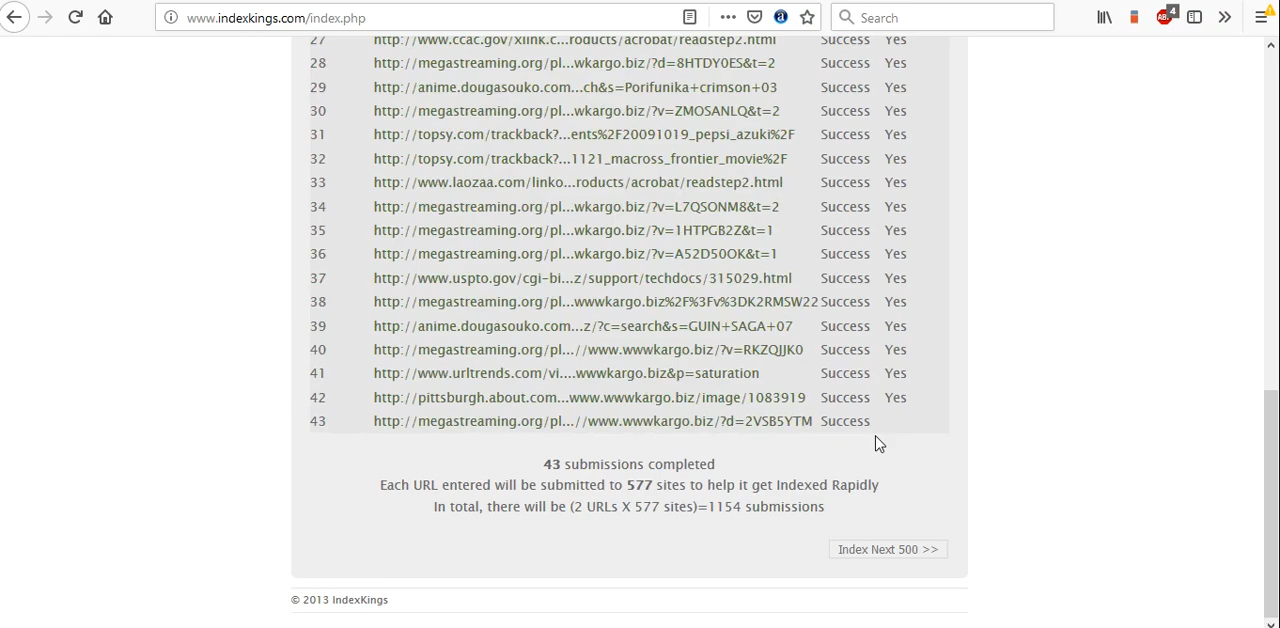 www.indexkings.com/index.php
Search
4
27 http://www.ccac.gov/xlink.c...roducts/acrobat/readstep2.html Success Yes
28 http://megastreaming.org/pl...wkargo.biz/?d=8HTDY0ES&t=2 Success Yes
29 http://anime.dougasouko.com...ch&s=Porifunika+crimson+03 Success Yes
30 http://megastreaming.org/pl...wkargo.biz/?v=ZMOSANLQ&t=2 Success Yes
31 http://topsy.com/trackback?...ents%2F20091019_pepsi_azuki%2F Success Yes
32 http://topsy.com/trackback?...1121_macross_frontier_movie%2F Success Yes
33 http://www.laozaa.com/linko...roducts/acrobat/readstep2.html Success Yes
34 http://megastreaming.org/pl...wkargo.biz/?v=L7QSONM8&t=2 Success Yes
35 http://megastreaming.org/pl...wkargo.biz/?v=1HTPGB2Z&t=1 Success Yes
36 http://megastreaming.org/pl...wkargo.biz/?v=A52D50OK&t=1 Success Yes
37 http://www.uspto.gov/cgi-bi...z/support/techdocs/315029.html Success Yes
38 http://megastreaming.org/pl...wwwkargo.biz%2F%3Fv%3DK2RMSW22 Success Yes
39 http://anime.dougasouko.com...z/?c=search&s=GUIN+SAGA+07 Success Yes
40 http://megastreaming.org/pl...//www.wwwkargo.biz/?v=RKZQJJK0 Success Yes
41 http://www.urltrends.com/vi....wwwkargo.biz&p=saturation Success Yes
42 http://pittsburgh.about.com...www.wwwkargo.biz/image/1083919 Success Yes
43 http://megastreaming.org/pl...//www.wwwkargo.biz/?d=2VSB5YTM Success
43 submissions completed
Each URL entered will be submitted to 577 sites to help it get Indexed Rapidly
In total, there will be (2 URLs X 577 sites)=1154 submissions
Index Next 500 >>
© 2013 IndexKings